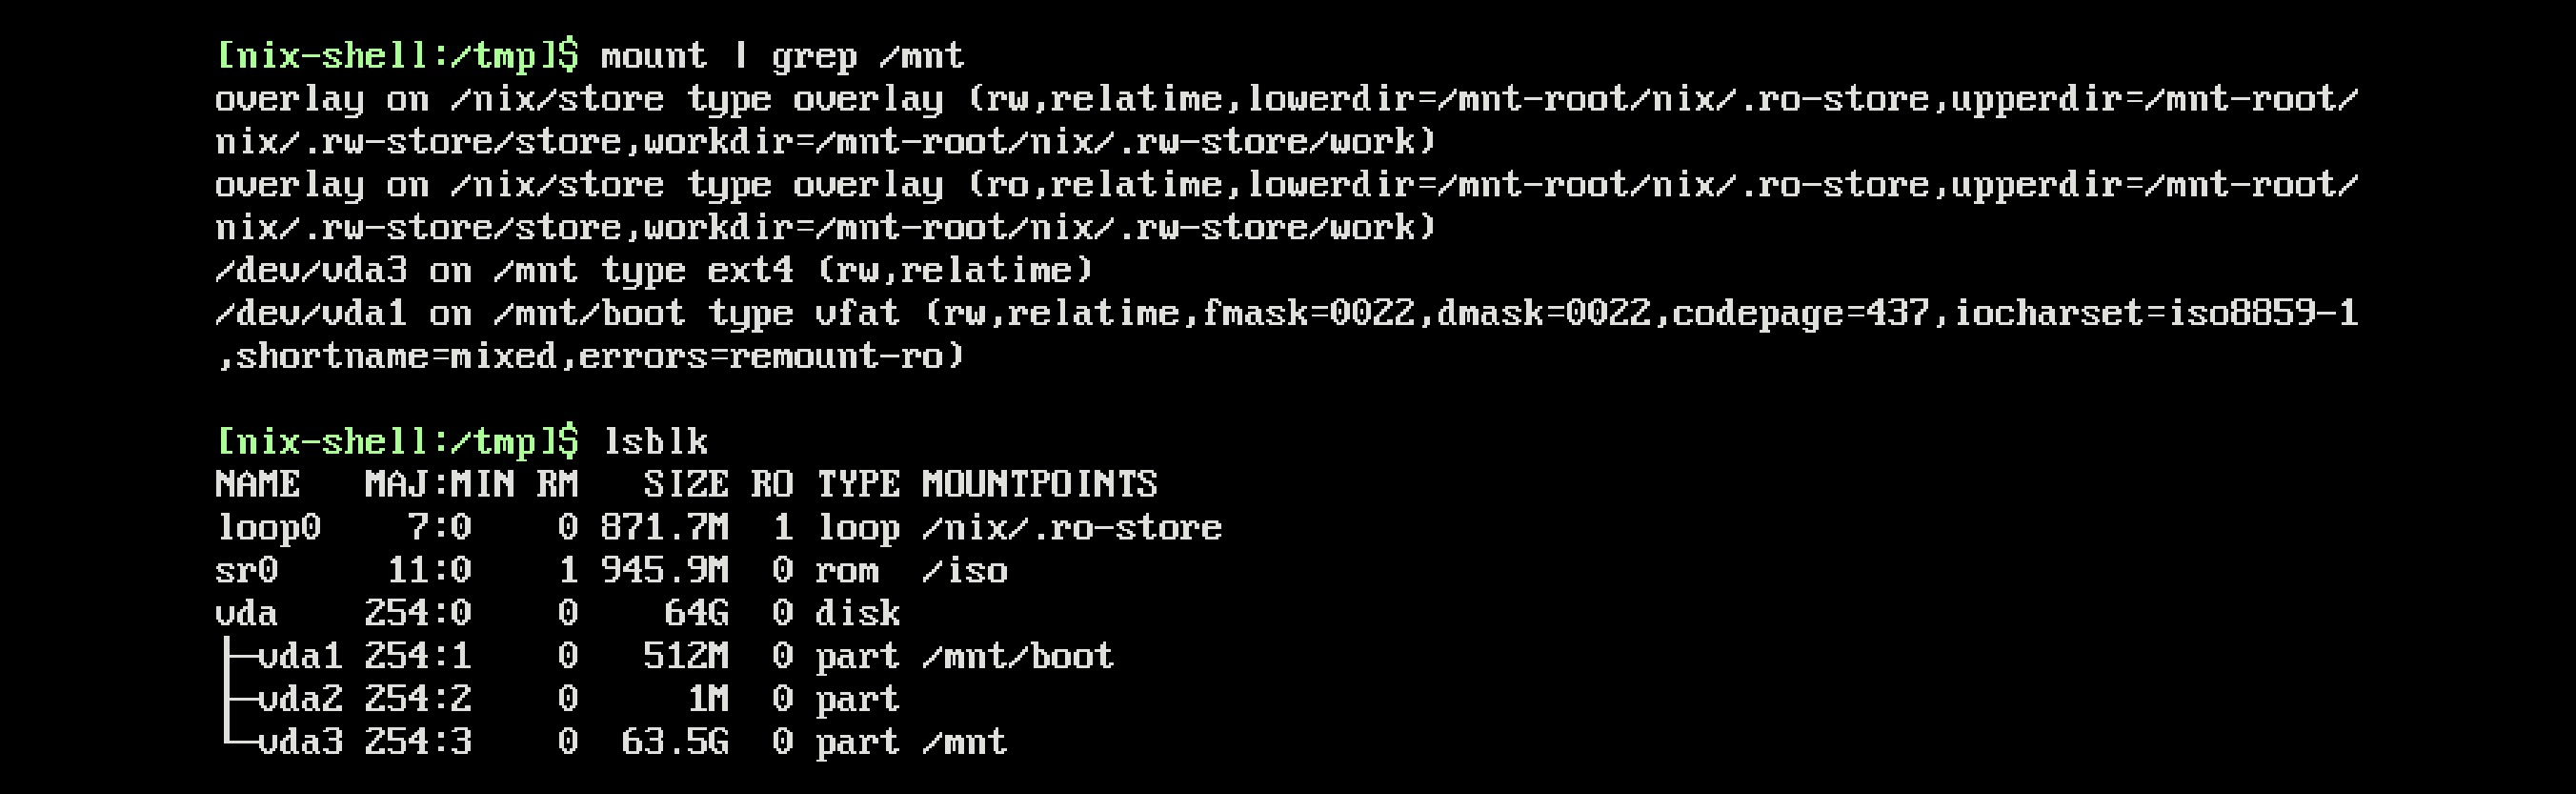 [nix-shell:/tmp]$ mount | grep /mnt
overlay on /nix/store type overlay (rw,relatime,lowerdir=/mnt-root/nix/.ro-store,upperdir=/mnt-root/
nix/.rw-store/store,workdir=/mnt-root/nix/.rw-store/work)
overlay on /nix/store type overlay (ro,relatime,lowerdir=/mnt-root/nix/.ro-store,upperdir=/mnt-root/
nix/.rw-store/store,workdir=/mnt-root/nix/.rw-store/work)
/dev/vda3 on /mnt type ext4 (rw,relatime)
/dev/vda1 on /mnt/boot type vfat (rw,relatime,fmask=0022,dmask=0022,codepage=437,iocharset=iso8859-1
,shortname=mixed,errors=remount-ro)
[nix-shell:/tmp]$ lsblk
NAME   MAJ:MIN RM   SIZE RO TYPE MOUNTPOINTS
loop0    7:0    0 871.7M  1 loop /nix/.ro-store
sr0     11:0    1 945.9M  0 rom  /iso
vda    254:0    0    64G  0 disk
├─vda1 254:1    0   512M  0 part /mnt/boot
├─vda2 254:2    0     1M  0 part
└─vda3 254:3    0  63.5G  0 part /mnt